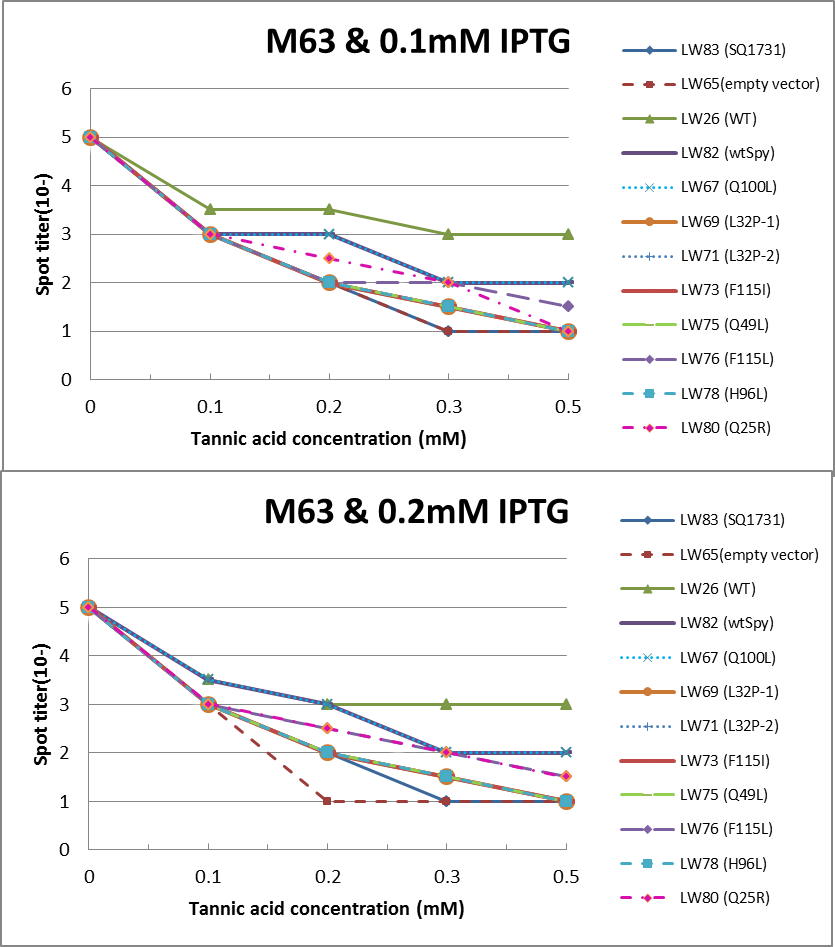 M63 & 0.1mM IPTG
Spot titer(10-)
6
5
4
3
2
1
0
0 0.1 0.2 0.3 0.5
Tannic acid concentration (mM)
LW83 (SQ1731)
LW65(empty vector)
LW26 (WT)
LW82 (wtSpy)
LW67 (Q100L)
LW69 (L32P-1)
LW71 (L32P-2)
LW73 (F115I)
LW75 (Q49L)
LW76 (F115L)
LW78 (H96L)
LW80 (Q25R)
M63 & 0.2mM IPTG
Spot titer(10-)
6
5
4
3
2
1
0
0 0.1 0.2 0.3 0.5
Tannic acid concentration (mM)
LW83 (SQ1731)
LW65(empty vector)
LW26 (WT)
LW82 (wtSpy)
LW67 (Q100L)
LW69 (L32P-1)
LW71 (L32P-2)
LW73 (F115I)
LW75 (Q49L)
LW76 (F115L)
LW78 (H96L)
LW80 (Q25R)